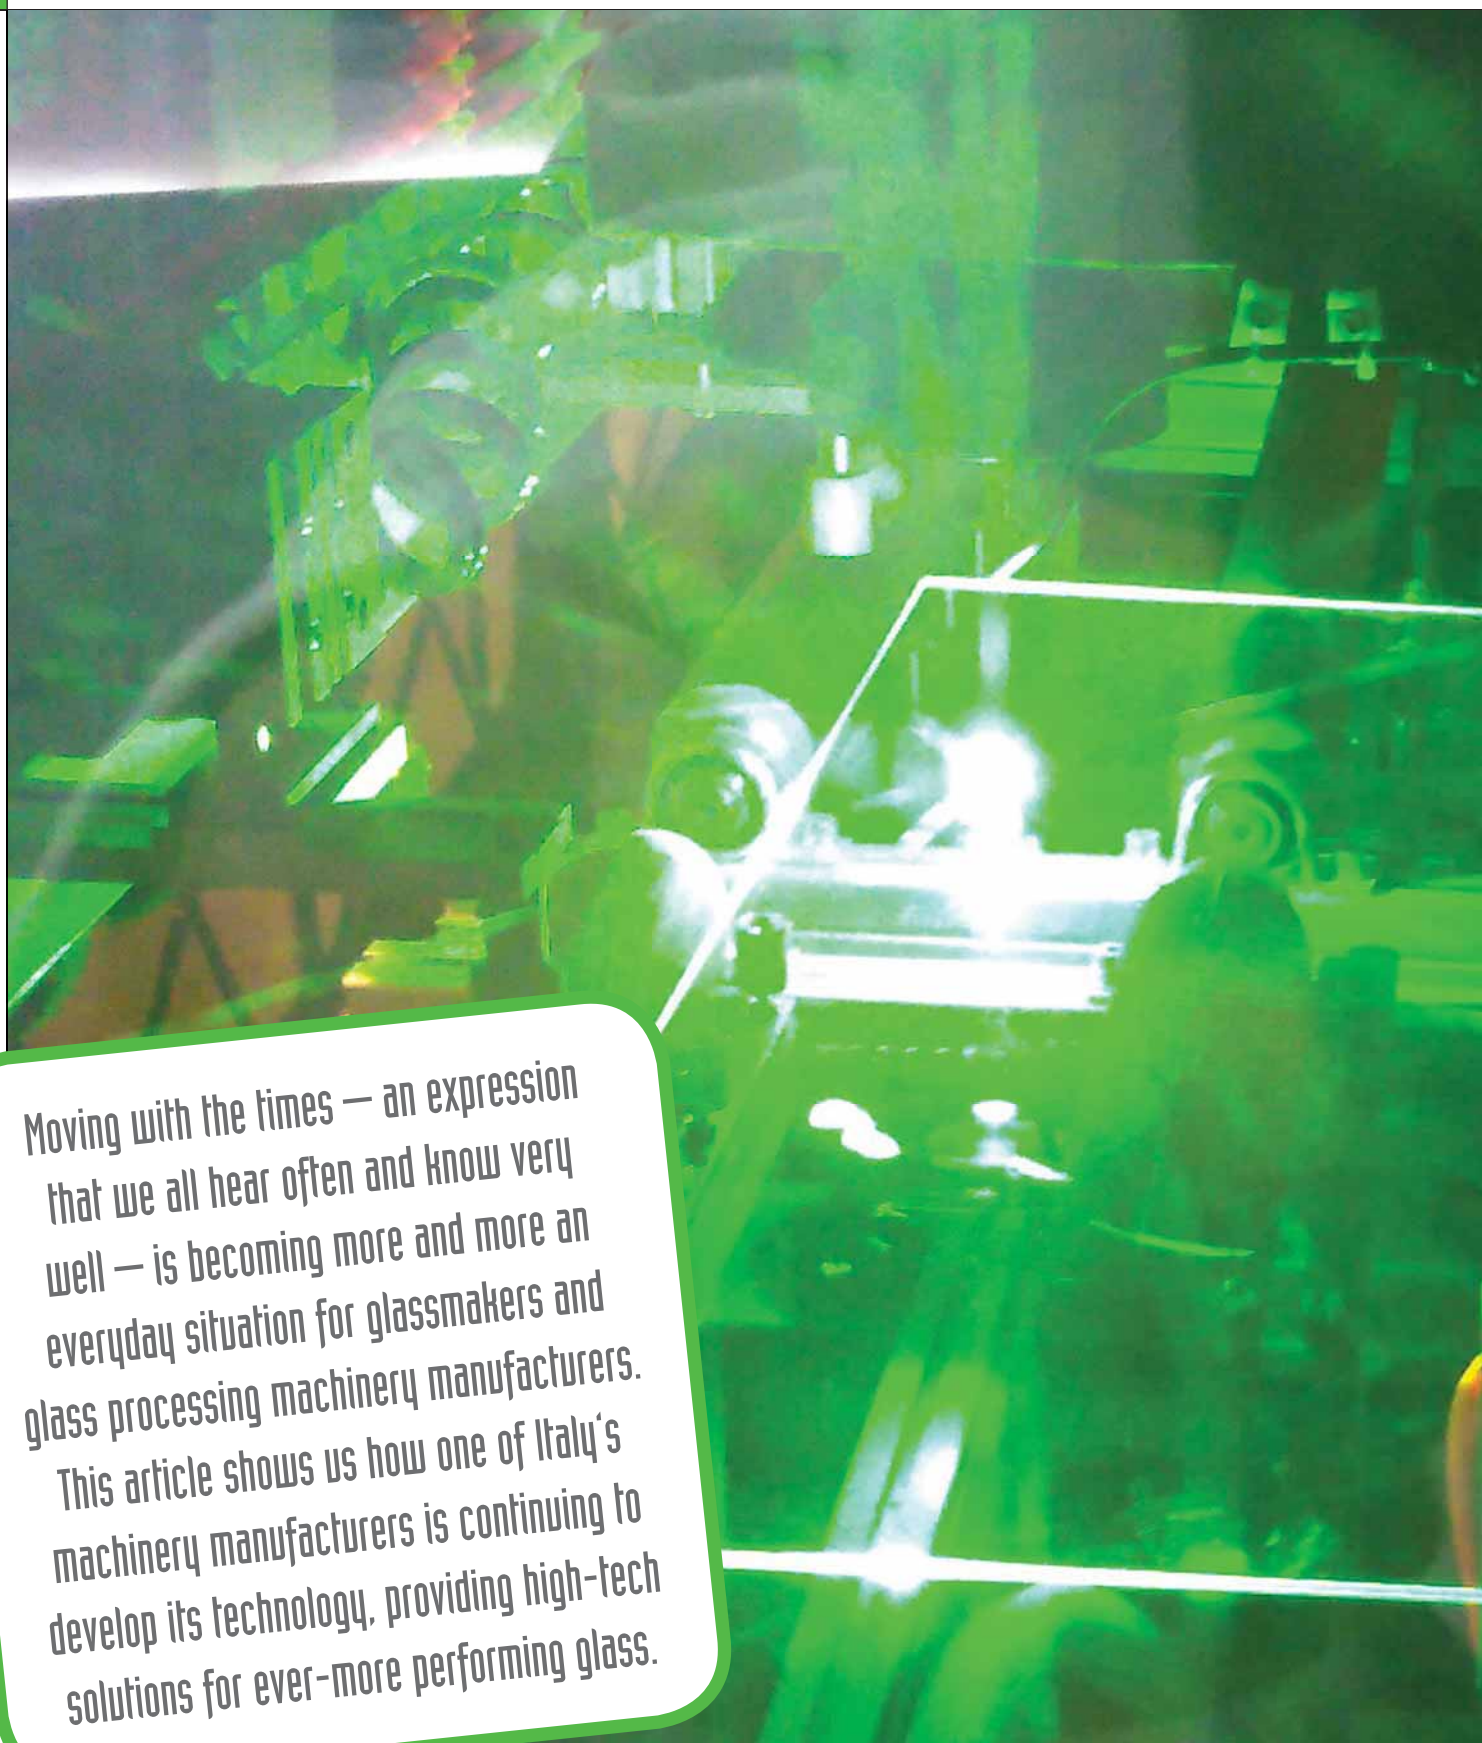 Moving with the times — an expression
that we all hear often and know very
well — is becoming more and more an
everyday situation for glassmakers and
glass processing machinery manufacturers.
This article shows us how one of Italy‘s
machinery manufacturers is continuing to
develop its technology, providing high-tech
solutions for ever-more performing glass.